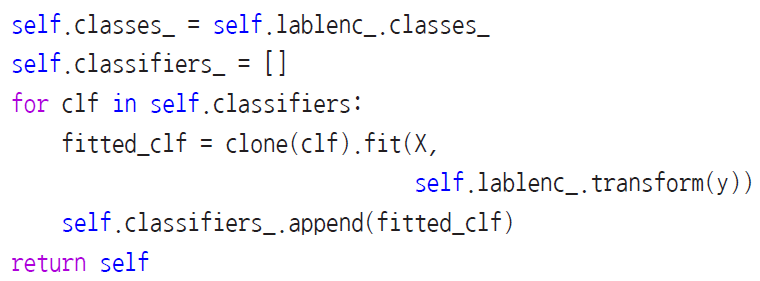 self.classes_ = self.lablenc_.classes_
self.classifiers_ = []
for clf in self.classifiers:
    fitted_clf = clone(clf).fit(X,
                                self.lablenc_.transform(y))
    self.classifiers_.append(fitted_clf)
return self